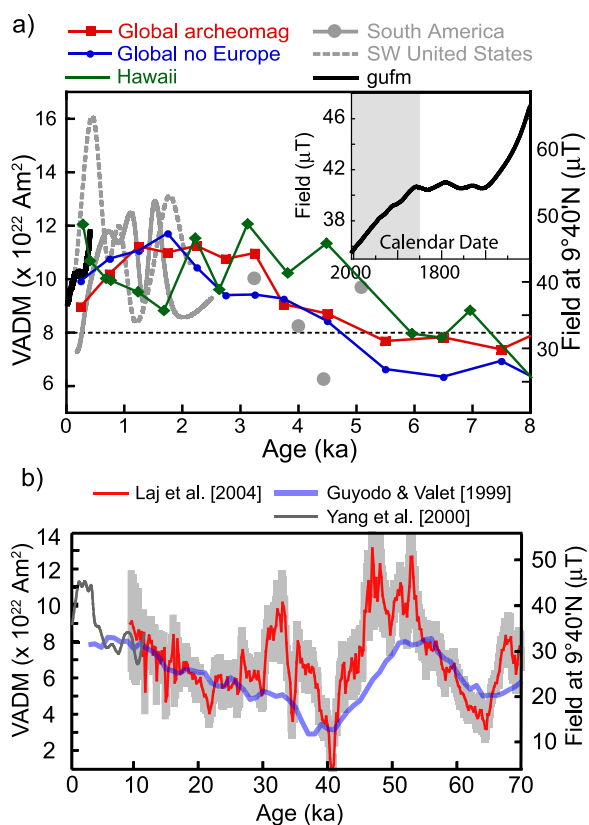 a)
Global archeomag
South America
Global no Europe
SW United States
Hawaii
gufm
VADM (x 10²² Am²)
16
14
12
10
8
6
0
1
2
3
4
5
6
7
8
Age (ka)
60
50
40
30
Field at 9°40'N (μT)
Field (μT)
46
40
36
Calendar Date
2000
1800
b)
Laj et al. [2004]
Guyodo & Valet [1999]
Yang et al. [2000]
VADM (x 10²² Am²)
14
12
10
8
6
4
2
0
10
20
30
40
50
60
70
Age (ka)
50
40
30
20
10
Field at 9°40'N (μT)